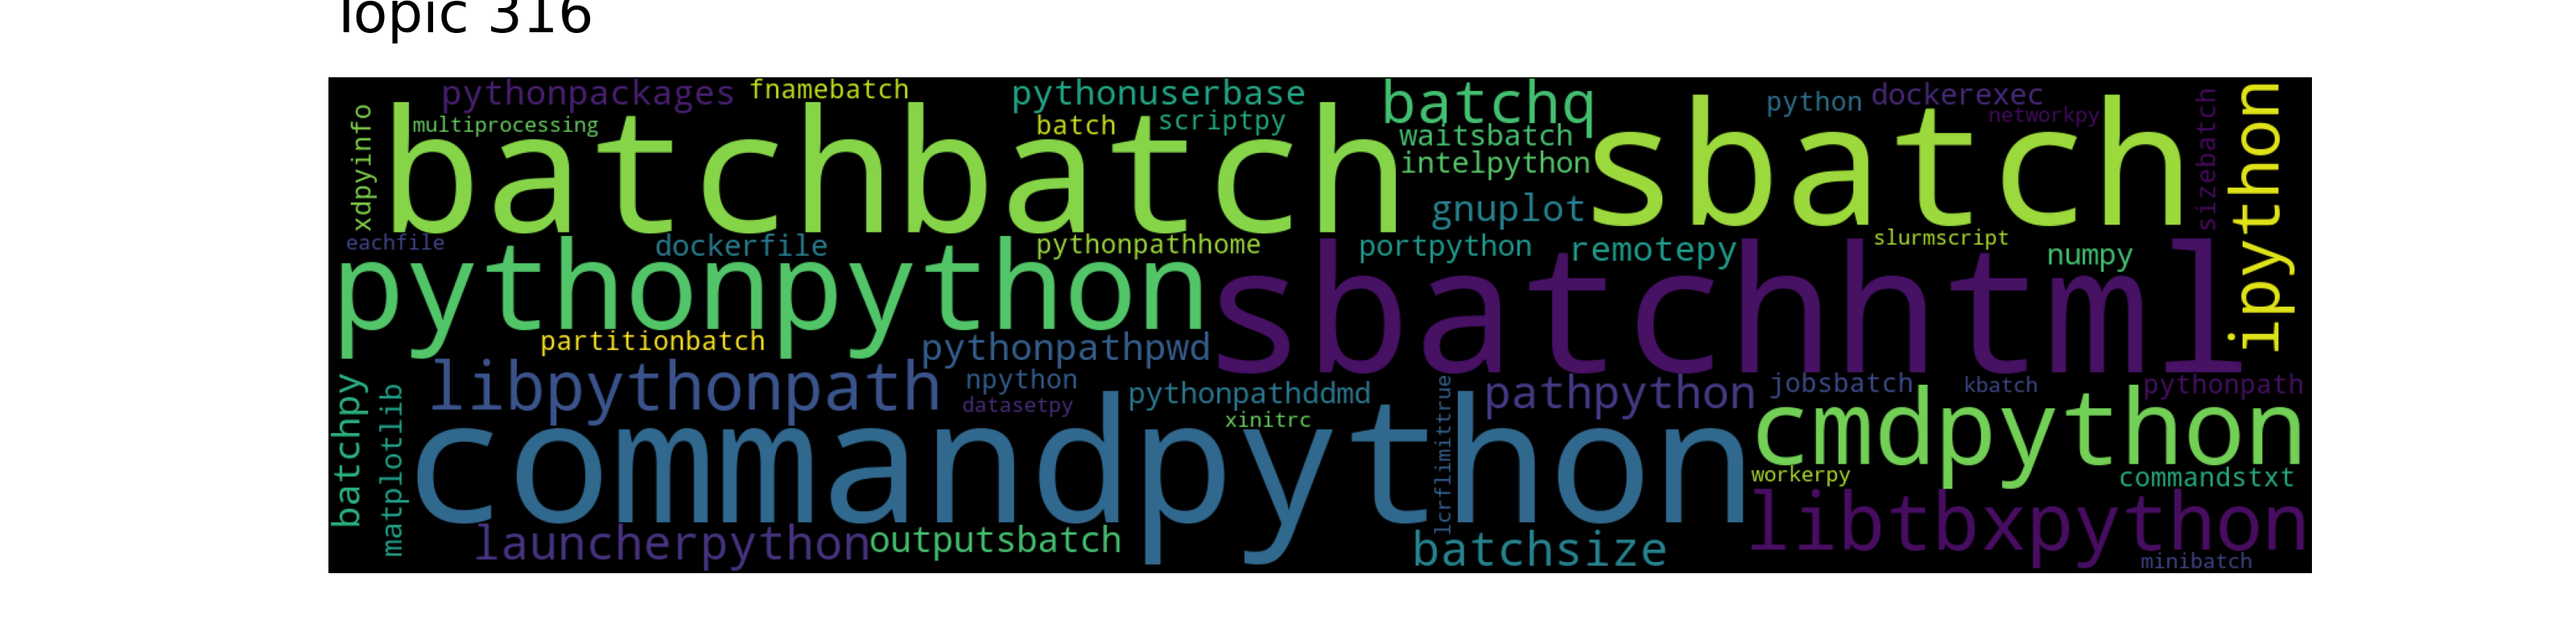 Topic 316
pythonpackages fnamebatch pythonuserbase batchq python dockerexec
multiprocessing batch scriptpy waitsbatch networkpy
xdpyinfo batchbatch intelpython sbatch sizebatch ipython
gnuplot
eachfile dockerfile pythonpathhome portpython remotepy slurmscript numpy
pythonpython sbatchhtml
partitionbatch pythonpathpwd
libpythonpath npython pythonpathddmd pathpython jobsbatch kbatch pythonpath
datasetpy xinitrc lcrflimittrue
batchpy matplotlib commandpython cmdpython
workerpy commandstxt
launcherpython outputsbatch batchsize libtbxpython
minibatch